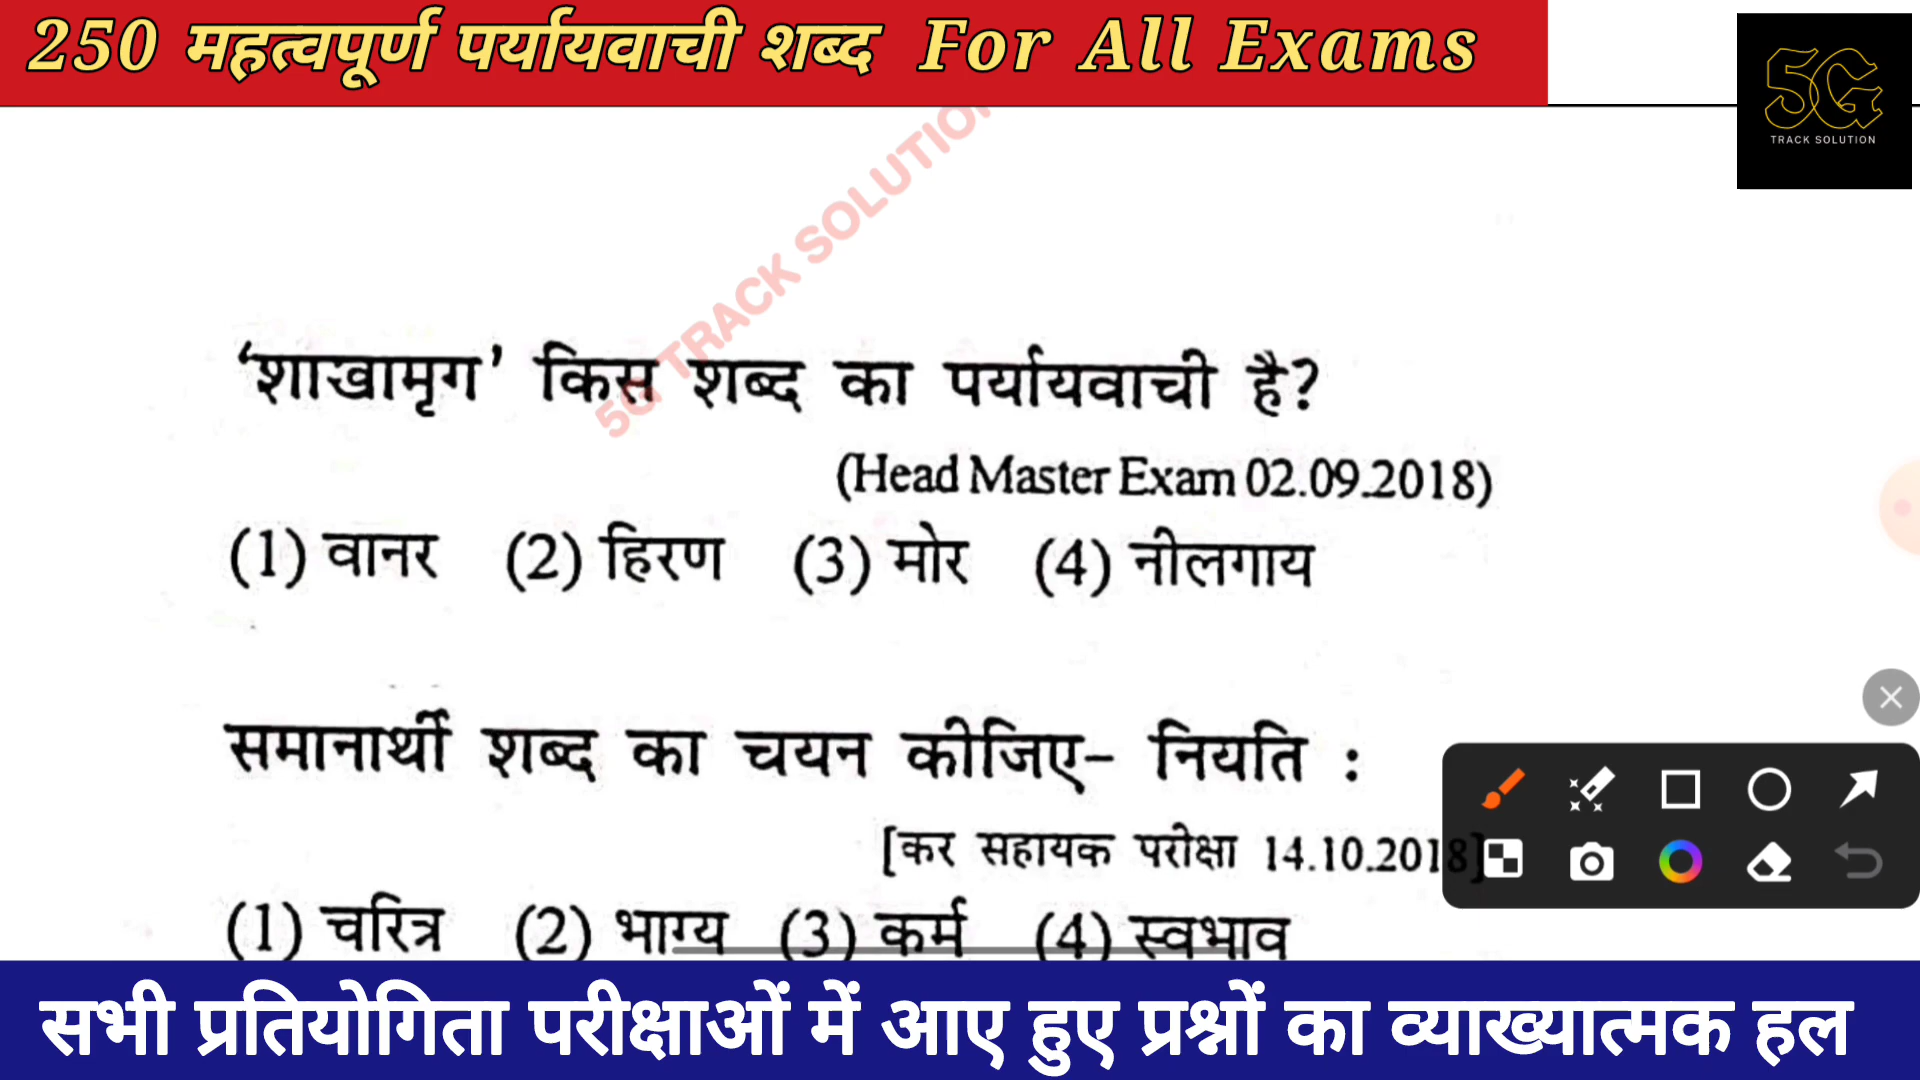 250 महत्वपूर्ण पर्यायवाची शब्द For All Exams
5G
TRACK SOLUTION
5G TRACK SOLUTION
‘शाखामृग’ किस शब्द का पर्यायवाची है?
(Head Master Exam 02.09.2018)
(1) वानर (2) हिरण (3) मोर (4) नीलगाय
समानार्थी शब्द का चयन कीजिए– नियति :
[कर सहायक परीक्षा 14.10.2018]
(1) चरित्र (2) भाग्य (3) कर्म (4) स्वभाव
सभी प्रतियोगिता परीक्षाओं में आए हुए प्रश्नों का व्याख्यात्मक हल